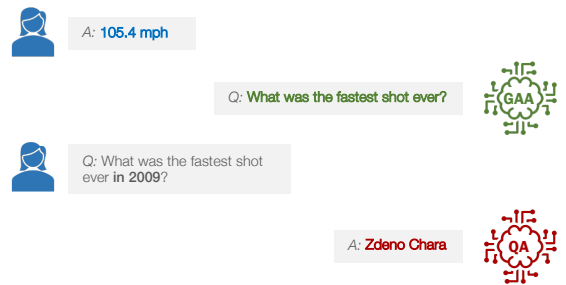 A: 105.4 mph
Q: What was the fastest shot ever?
GAA
Q: What was the fastest shot
ever in 2009?
A: Zdeno Chara
QA